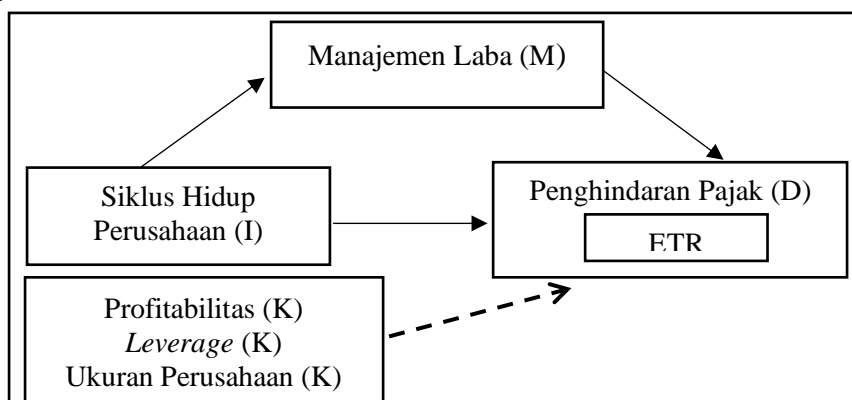 Manajemen Laba (M)
Siklus Hidup
Perusahaan (I)
Penghindaran Pajak (D)
ETR
Profitabilitas (K)
Leverage (K)
Ukuran Perusahaan (K)